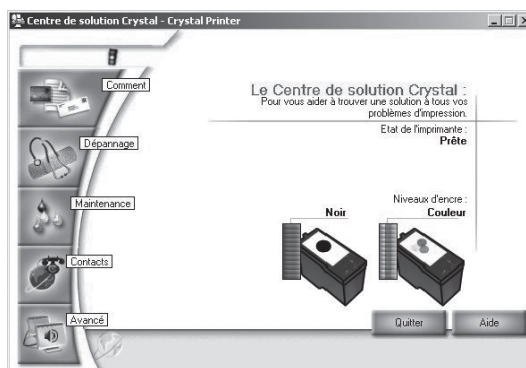 Centre de solution Crystal - Crystal Printer
Comment
Dépannage
Maintenance
Contacts
Avancé
Le Centre de solution Crystal :
Pour vous aider à trouver une solution à tous vos
problèmes d'impression.
Etat de l'imprimante :
Prête
Niveaux d'encre :
Noir
Couleur
Quitter
Aide